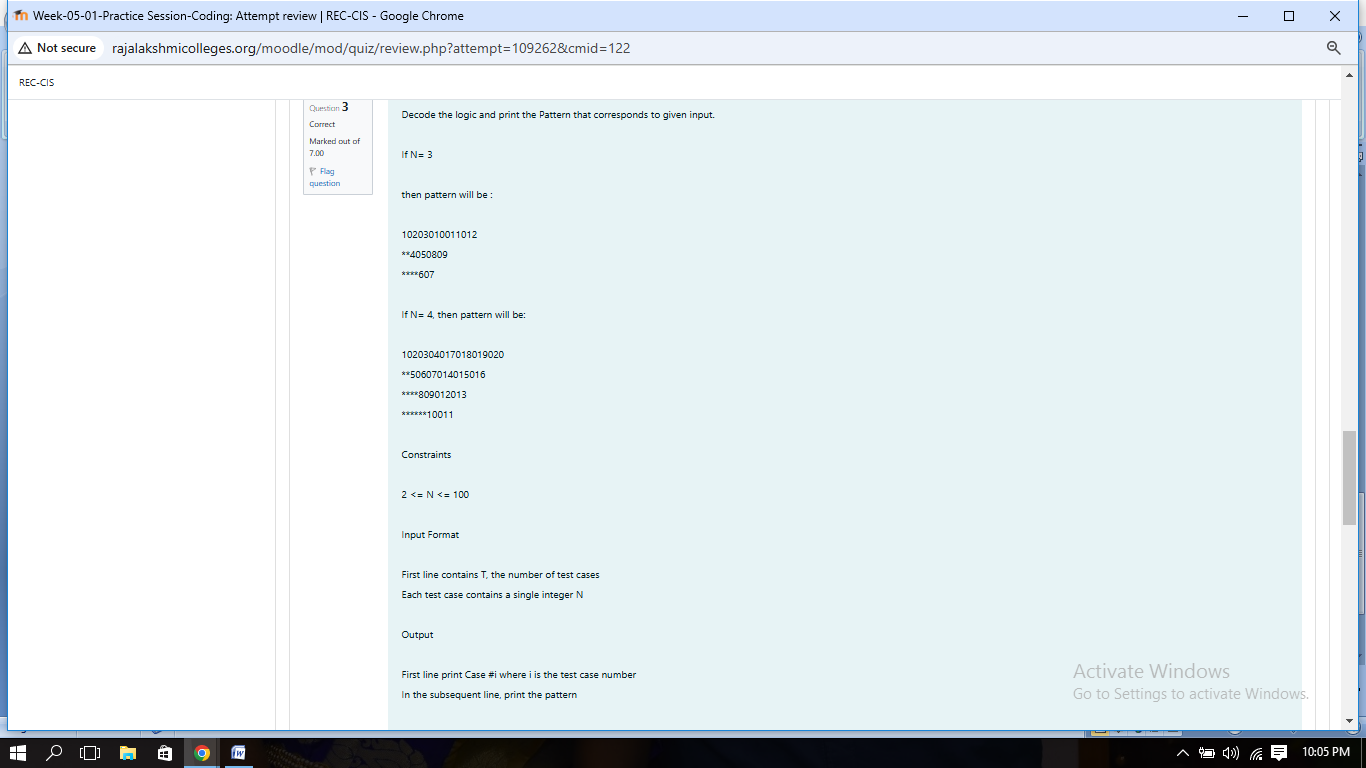 Week-05-01-Practice Session-Coding: Attempt review | REC-CIS - Google Chrome
Not secure rajalakshmicolleges.org/moodle/mod/quiz/review.php?attempt=109262&cmid=122
REC-CIS
Question 3
Correct
Marked out of
7.00
Flag
question
Decode the logic and print the Pattern that corresponds to given input.
If N= 3
then pattern will be :
10203010011012
**4050809
****607
If N= 4, then pattern will be:
1020304017018019020
**50607014015016
****809012013
******10011
Constraints
2 <= N <= 100
Input Format
First line contains T, the number of test cases
Each test case contains a single integer N
Output
First line print Case #i where i is the test case number
In the subsequent line, print the pattern
Activate Windows
Go to Settings to activate Windows.
10:05 PM